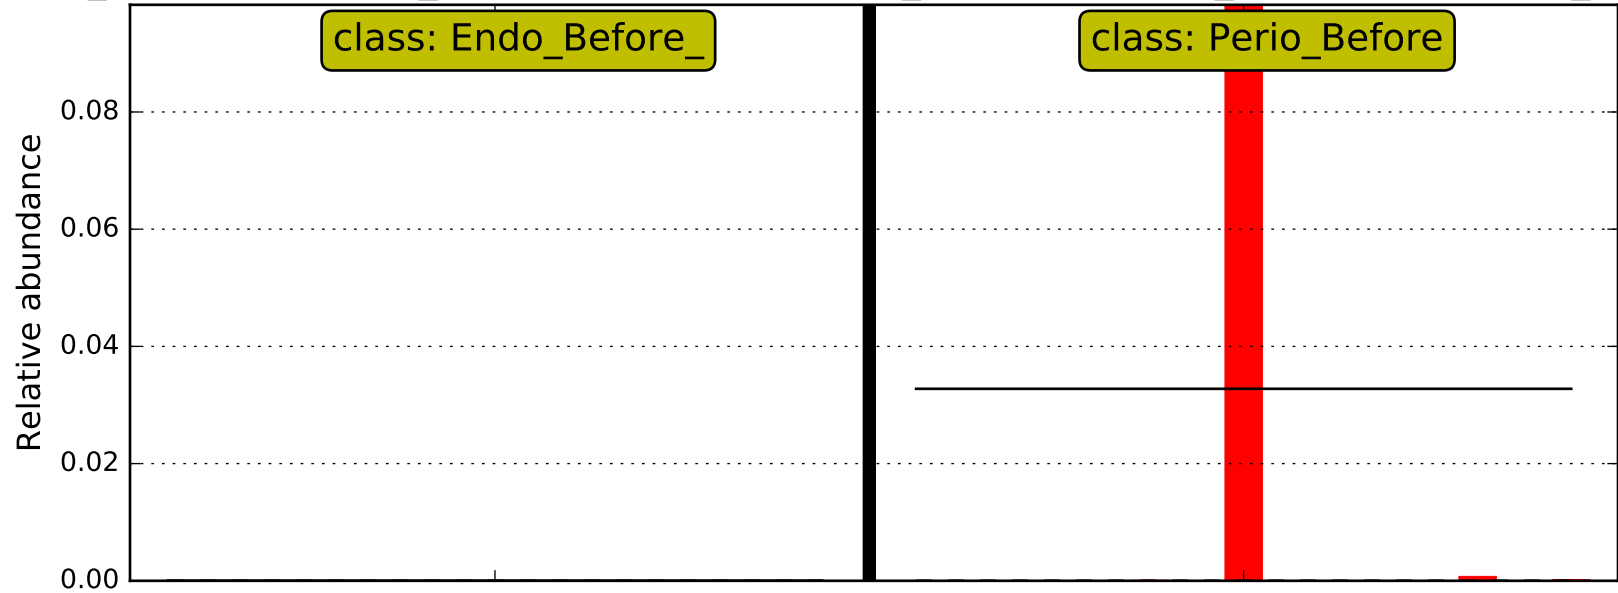 class: Endo_Before_
class: Perio_Before
Relative abundance
0.08
0.06
0.04
0.02
0.00